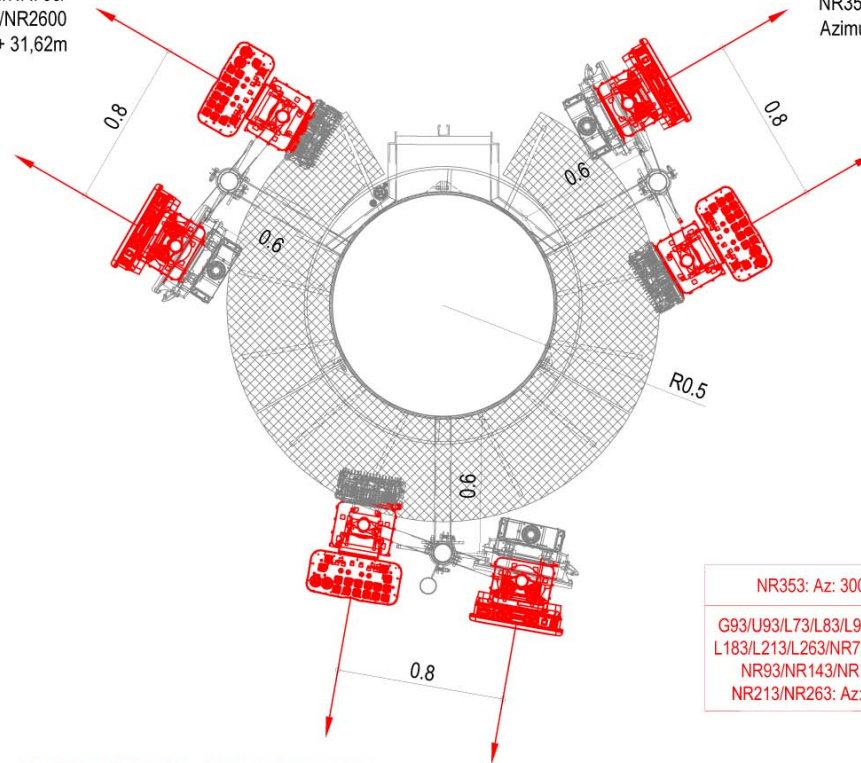 /NR2600
+ 31,62m
NR35
Azimu
0.8
0.8
0.6
0.6
R0.5
0.6
0.8
NR353: Az: 300
G93/U93/L73/L83/L9
L183/L213/L263/NR7
NR93/NR143/NR
NR213/NR263: Az: